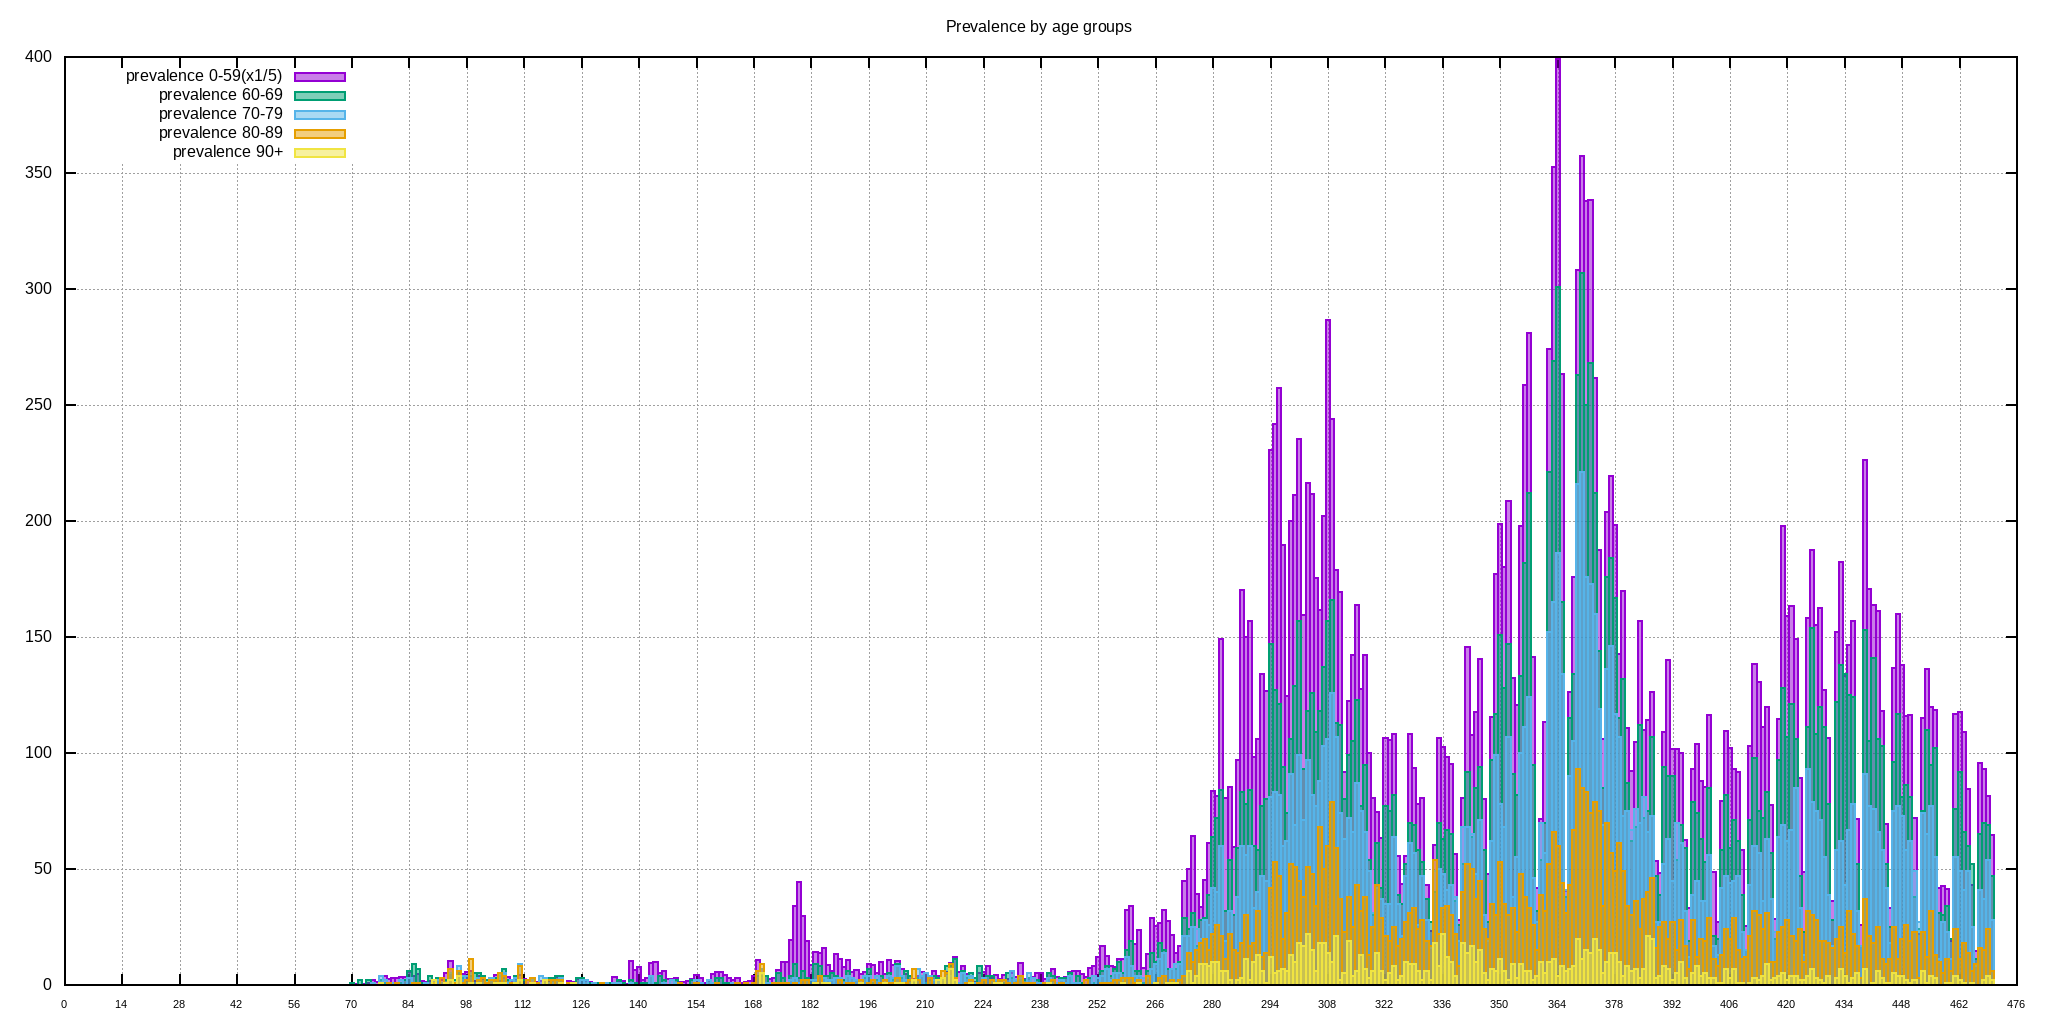 Prevalence by age groups
400
350
300
250
200
150
100
50
0
prevalence 0-59(x1/5)
prevalence 60-69
prevalence 70-79
prevalence 80-89
prevalence 90+
0 14 28 42 56 70 84 98 112 126 140 154 168 182 196 210 224 238 252 266 280 294 308 322 336 350 364 378 392 406 420 434 448 462 476